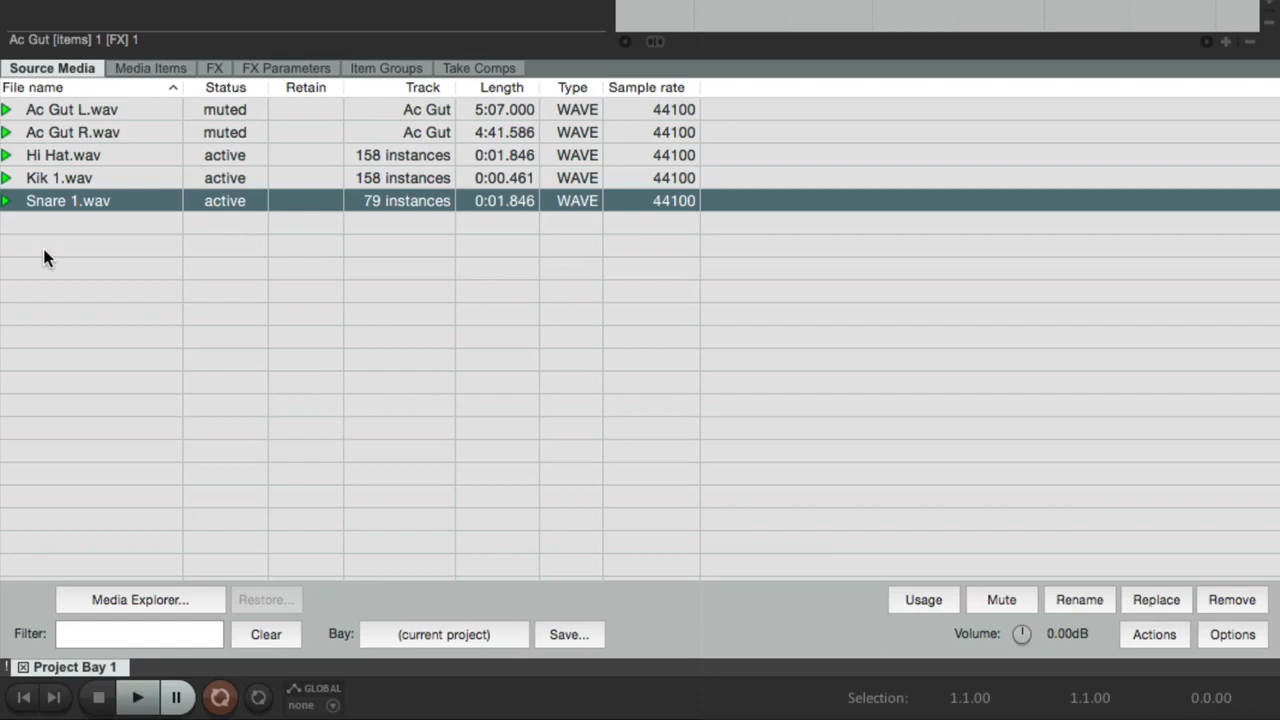 Ac Gut [items] 1 [FX] 1
Source Media Media Items FX FX Parameters Item Groups Take Comps
File name Status Retain Track Length Type Sample rate
Ac Gut L.wav muted Ac Gut 5:07.000 WAVE 44100
Ac Gut R.wav muted Ac Gut 4:41.586 WAVE 44100
Hi Hat.wav active 158 instances 0:01.846 WAVE 44100
Kik 1.wav active 158 instances 0:00.461 WAVE 44100
Snare 1.wav active 79 instances 0:01.846 WAVE 44100
Media Explorer... Restore... Usage Mute Rename Replace Remove
Filter: Clear Bay: (current project) Save... Volume: 0.00dB Actions Options
! Project Bay 1
GLOBAL
none Selection: 1.1.00 1.1.00 0.0.00